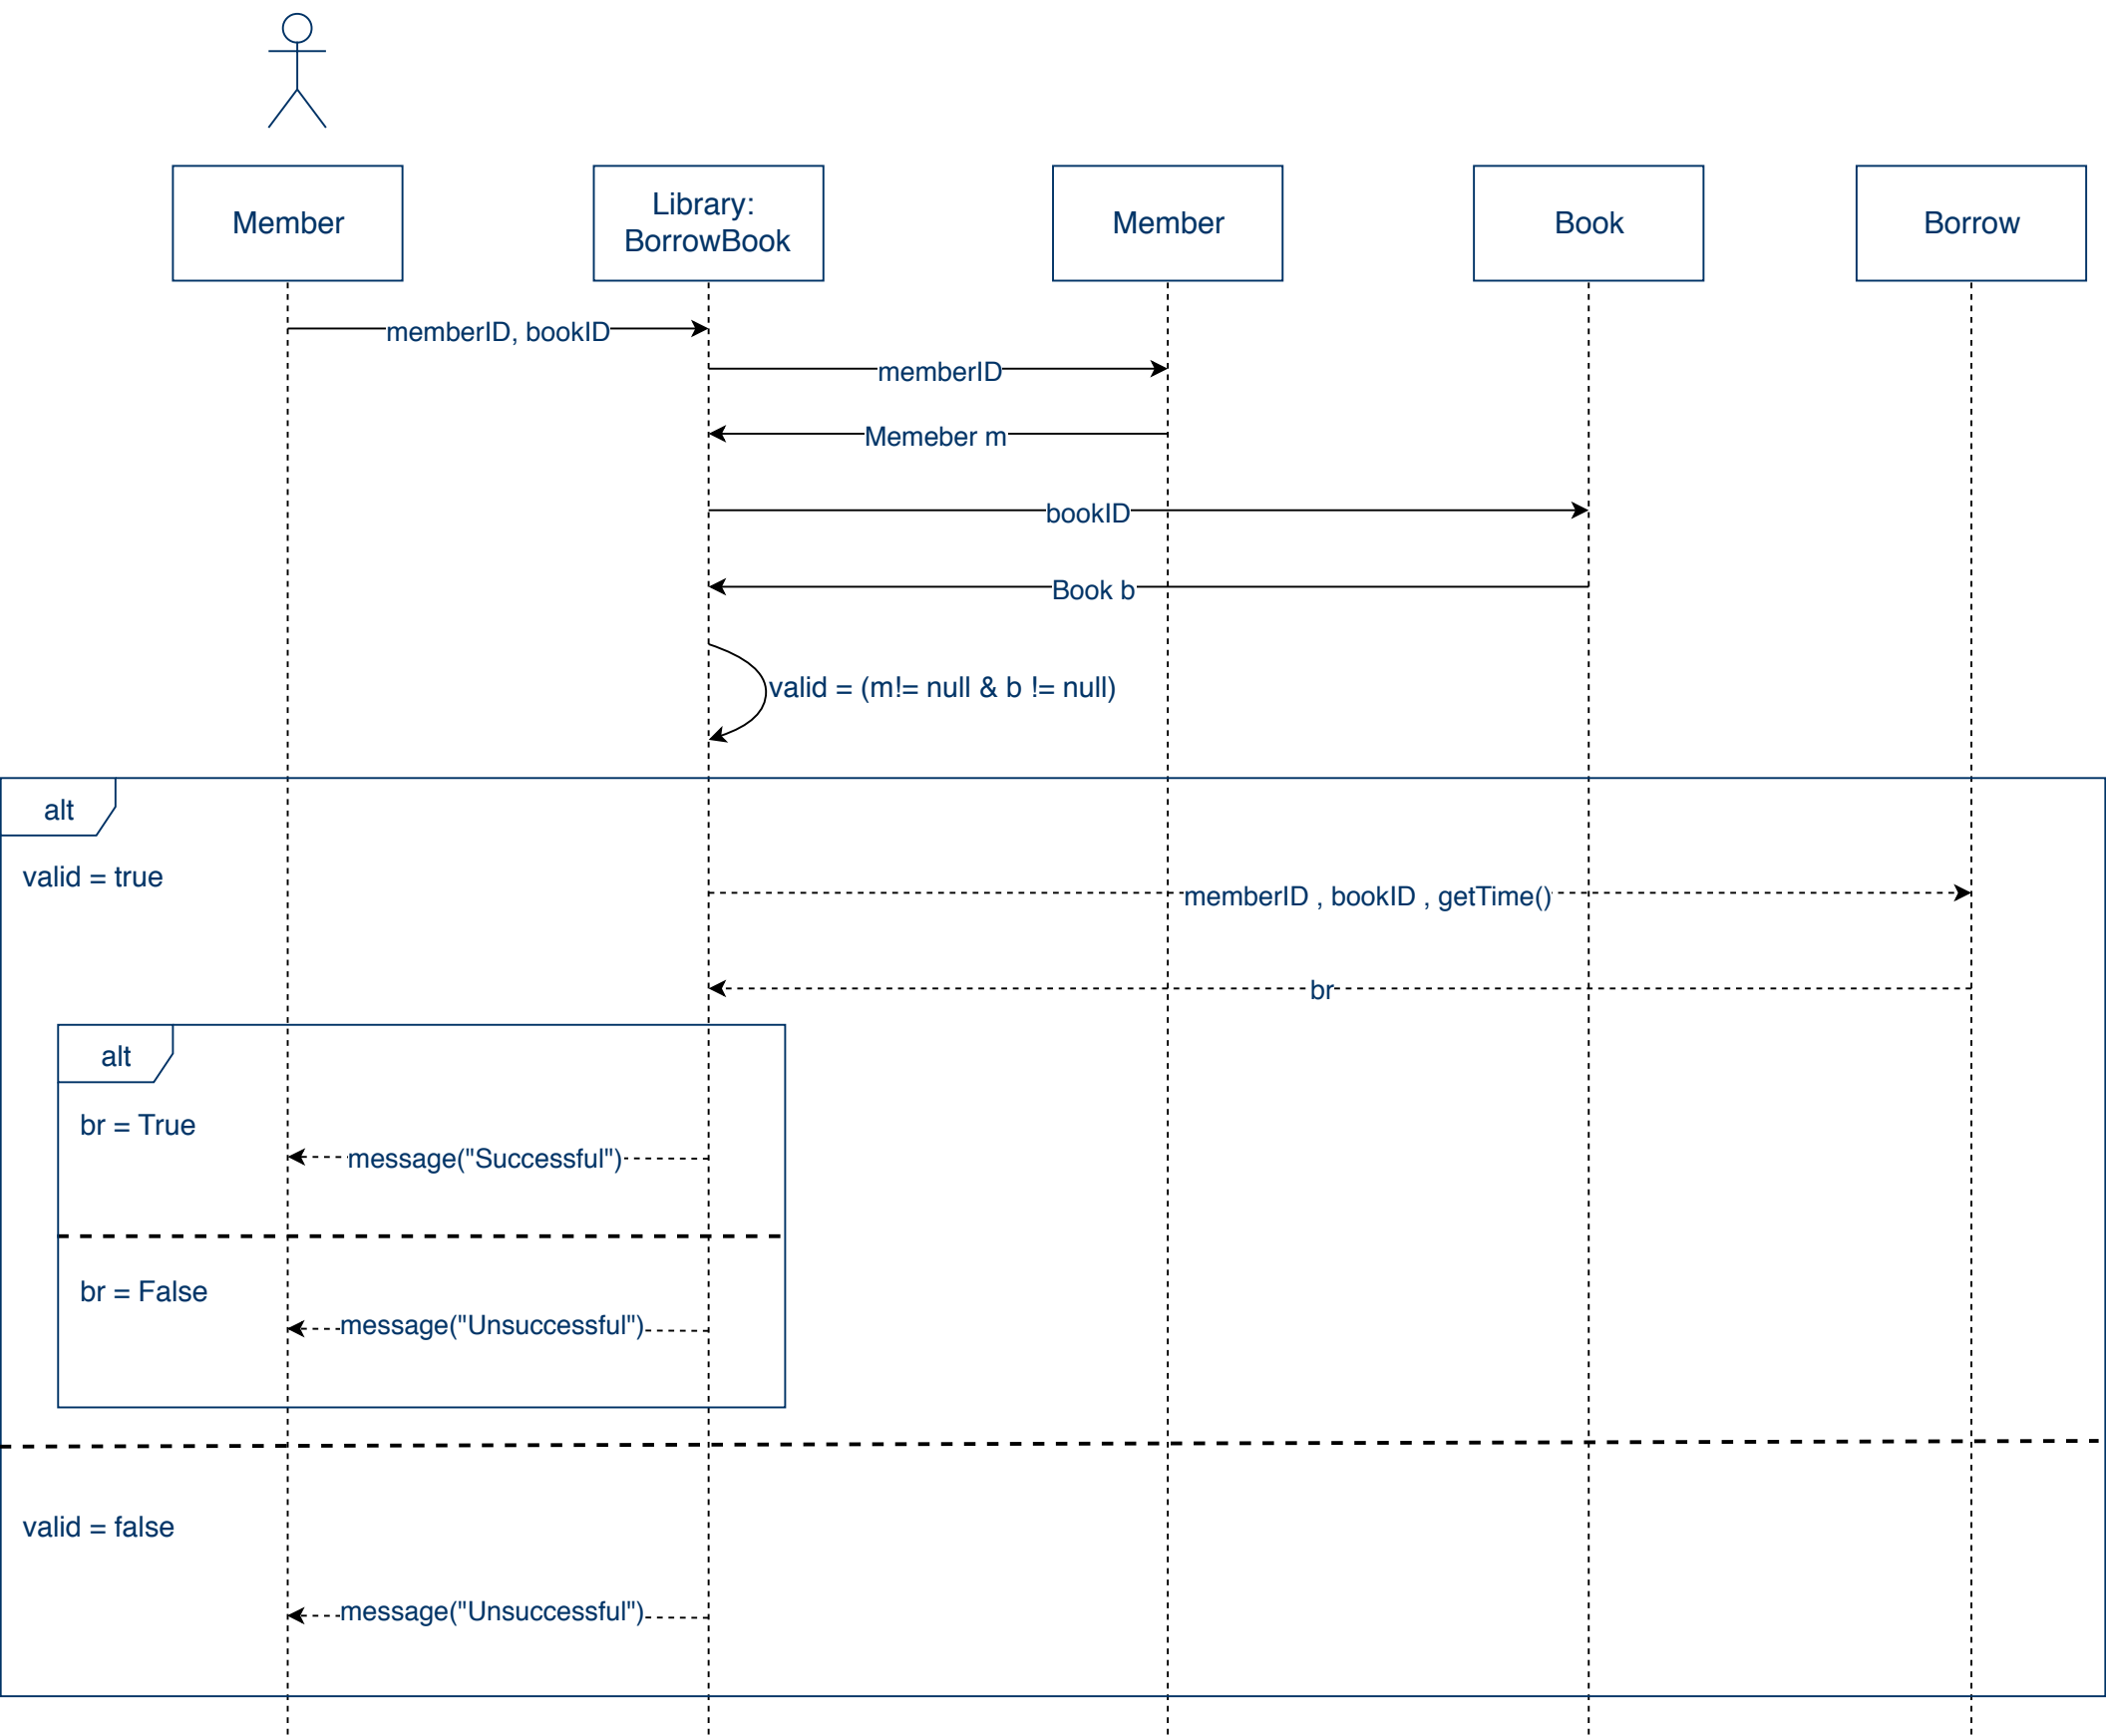 Member
Library:
BorrowBook
Member
Book
Borrow
memberID, bookID
memberID
Memeber m
bookID
Book b
valid = (m!= null & b != null)
alt
valid = true
memberID , bookID , getTime()
br
alt
br = True
message("Successful")
br = False
message("Unsuccessful")
valid = false
message("Unsuccessful")